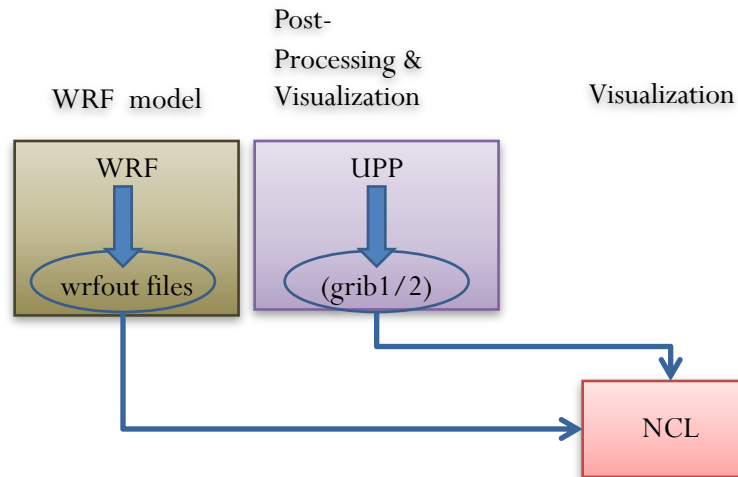 Post-
Processing &
Visualization
WRF model
Visualization
WRF
UPP
wrfout files
(grib1/2)
NCL